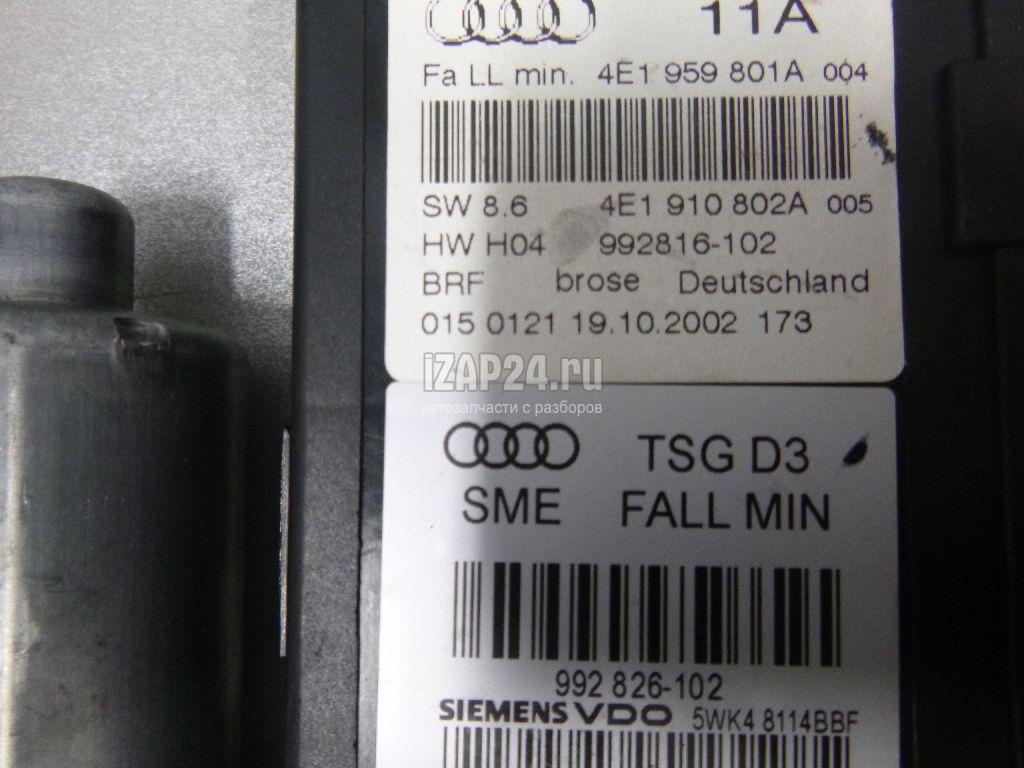 11A
Fa LL min. 4E1 959 801A 004
SW 8.6 4E1 910 802A 005
HW H04 992816-102
BRF brose Deutschland
015 0121 19.10.2002 173
iZAP24.ru
автозапчасти с разборов
TSG D3
SME FALL MIN
992 826-102
SIEMENS VDO 5WK4 8114BBF